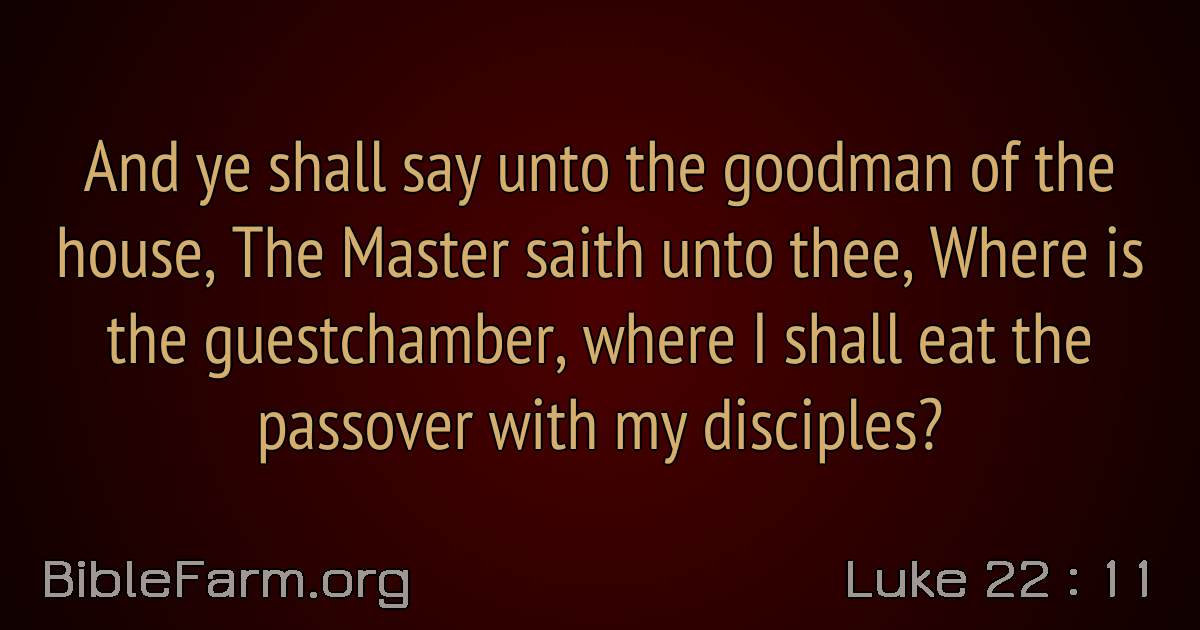 And ye shall say unto the goodman of the
house, The Master saith unto thee, Where is
the guestchamber, where I shall eat the
passover with my disciples?
BibleFarm.org
Luke 22 : 11